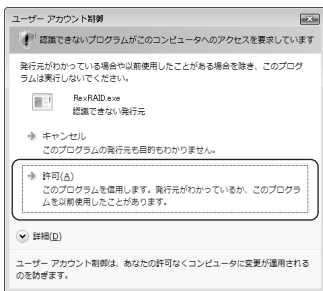 ユーザー アカウント制御
認識できないプログラムがこのコンピュータへのアクセスを要求しています
発行元がわかっている場合や以前使用したことがある場合を除き、このプログ
ラムは実行しないでください。
RexRAID.exe
認識できない発行元
キャンセル
このプログラムの発行元も目的もわかりません。
許可(A)
このプログラムを信用します。発行元がわかっているか、このプログラ
ムを以前使用したことがあります。
詳細(D)
ユーザー アカウント制御は、あなたの許可なくコンピュータに変更が適用される
のを防ぎます。